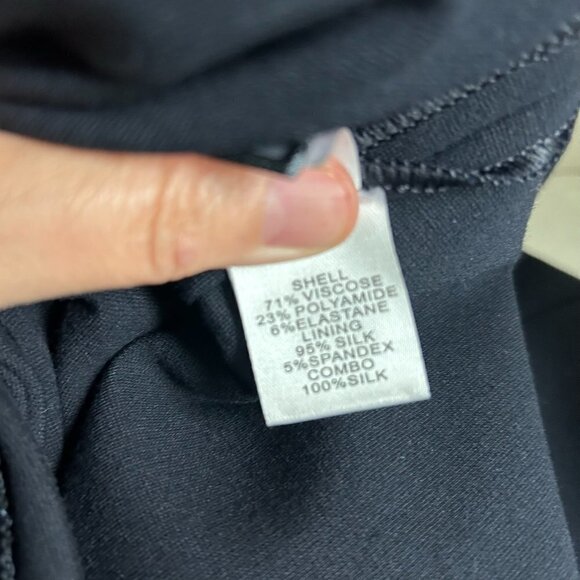 SHELL
71% VISCOSE
23% POLYAMIDE
6%ELASTANE
LINING
95% SILK
5%SPANDEX
COMBO
100%SILK